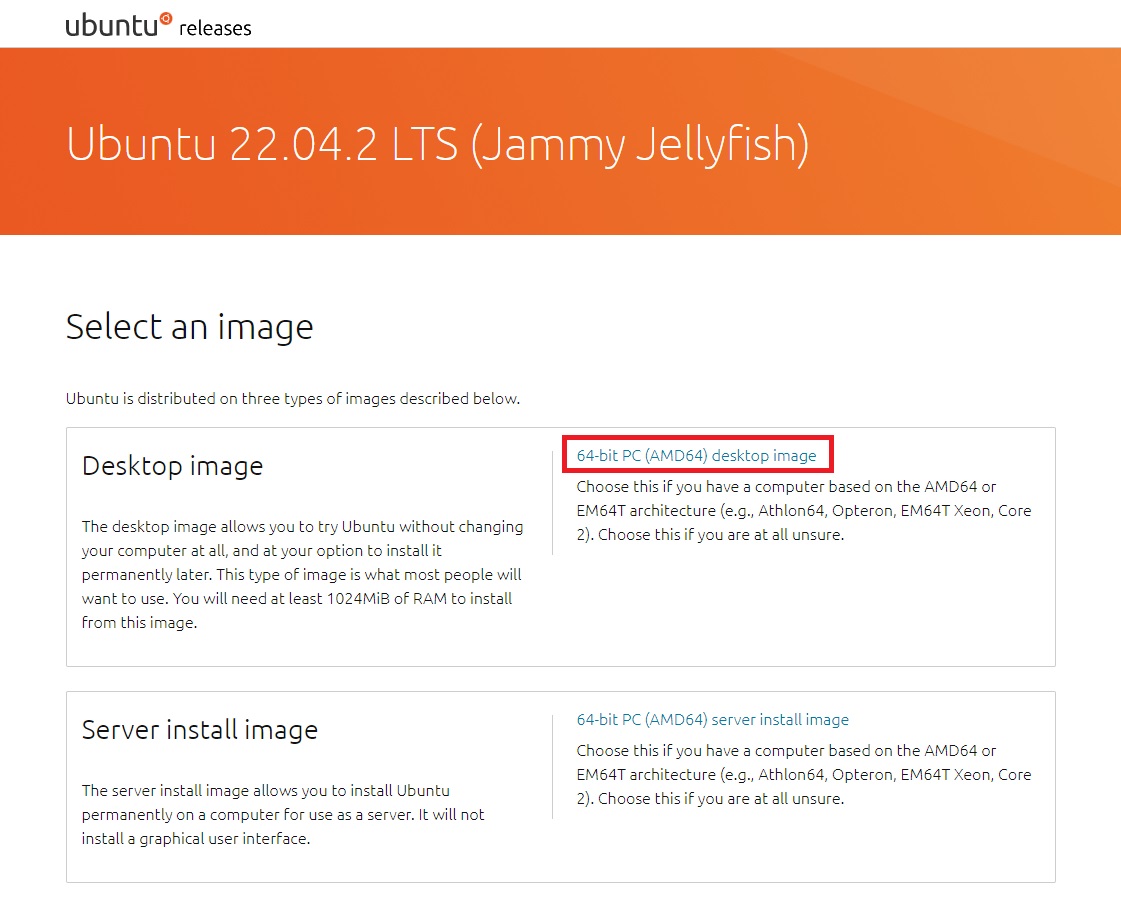 ubuntu releases
Ubuntu 22.04.2 LTS (Jammy Jellyfish)
Select an image
Ubuntu is distributed on three types of images described below.
Desktop image
The desktop image allows you to try Ubuntu without changing
your computer at all, and at your option to install it
permanently later. This type of image is what most people will
want to use. You will need at least 1024MiB of RAM to install
from this image.
64-bit PC (AMD64) desktop image
Choose this if you have a computer based on the AMD64 or
EM64T architecture (e.g., Athlon64, Opteron, EM64T Xeon, Core
2). Choose this if you are at all unsure.
Server install image
The server install image allows you to install Ubuntu
permanently on a computer for use as a server. It will not
install a graphical user interface.
64-bit PC (AMD64) server install image
Choose this if you have a computer based on the AMD64 or
EM64T architecture (e.g., Athlon64, Opteron, EM64T Xeon, Core
2). Choose this if you are at all unsure.